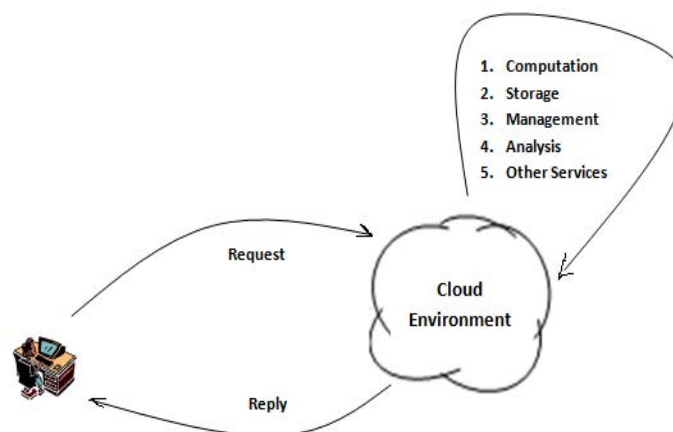 1. Computation
2. Storage
3. Management
4. Analysis
5. Other Services
Request
Cloud
Environment
Reply